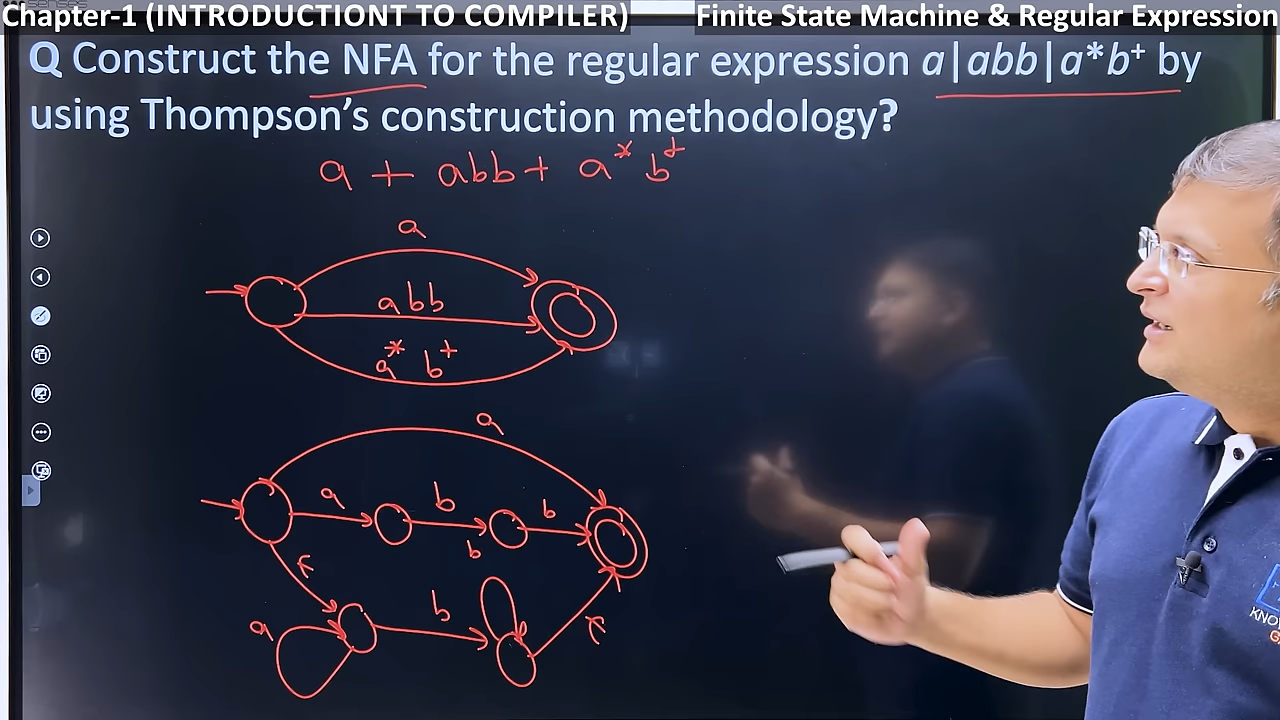 Chapter-1 (INTRODUCTIONT TO COMPILER)
Finite State Machine & Regular Expression
Q Construct the NFA for the regular expression a|abb|a*b⁺ by
using Thompson’s construction methodology?
a + abb + a* b⁺
a
abb
a* b⁺
a
a b b
b
ε b ε
a
KNO